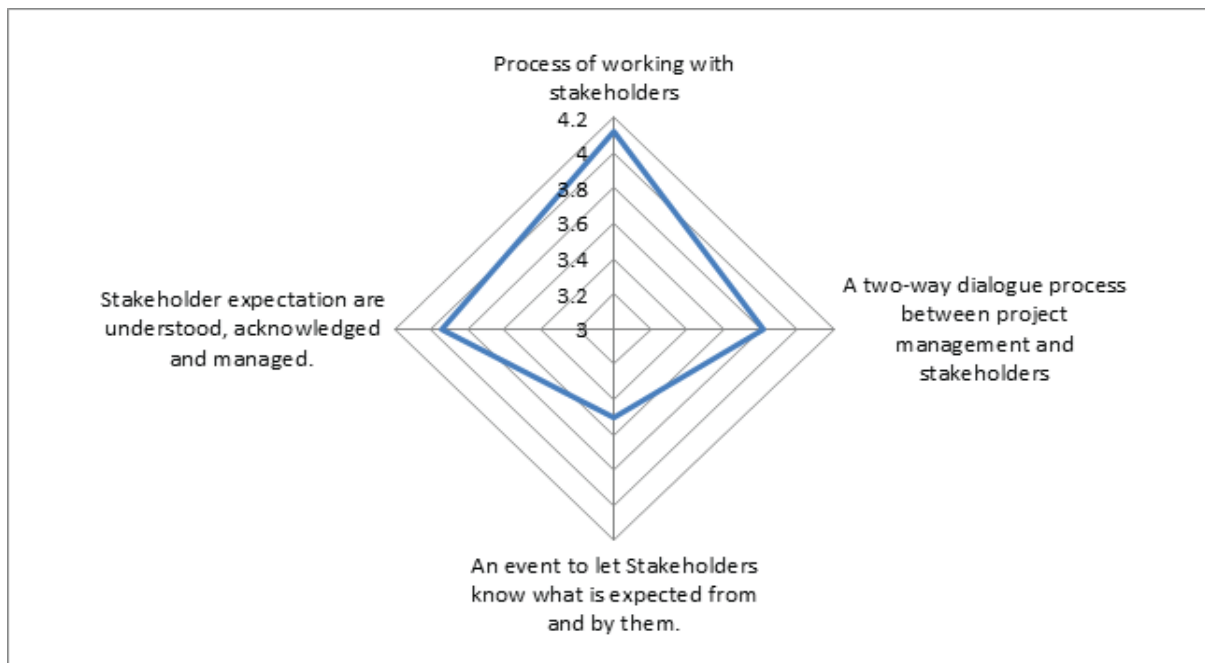 Process of working with
stakeholders
4.2
4
3.8
3.6
3.4
3.2
3
Stakeholder expectation are
understood, acknowledged
and managed.
A two-way dialogue process
between project
management and
stakeholders
An event to let Stakeholders
know what is expected from
and by them.